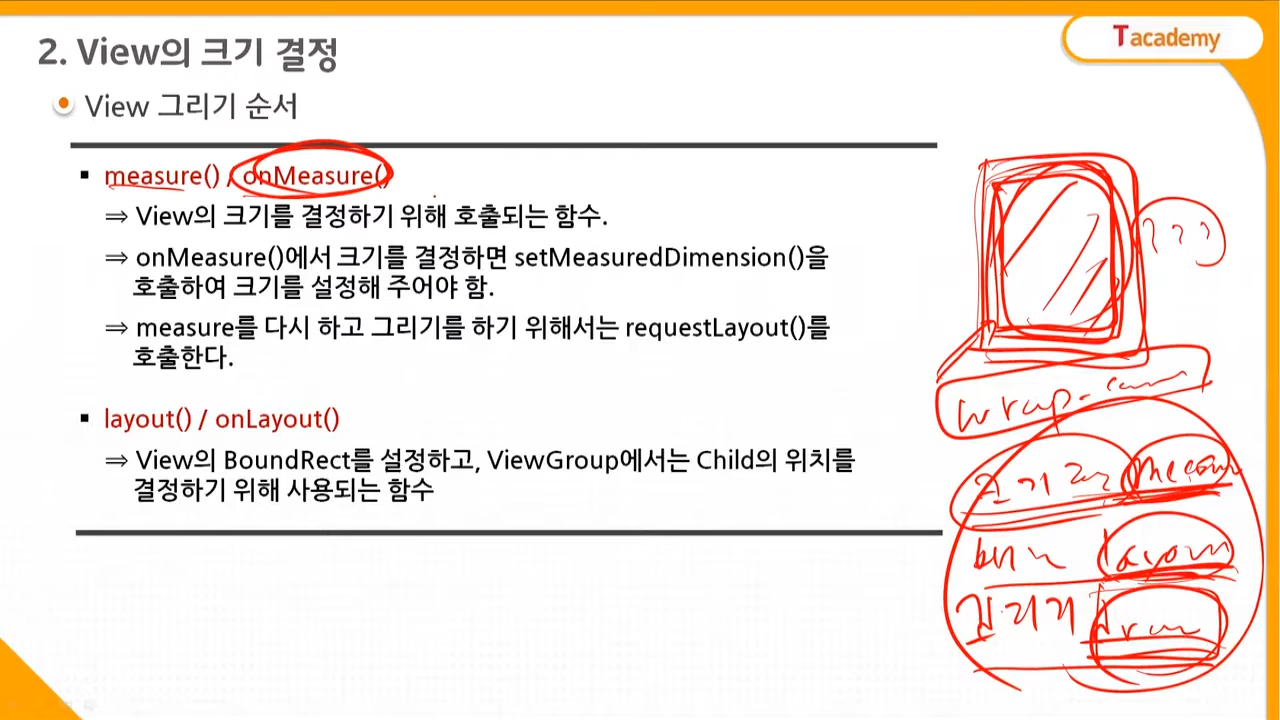 2. View의 크기 결정
Tacademy
View 그리기 순서
measure() / onMeasure()
⇒ View의 크기를 결정하기 위해 호출되는 함수.
⇒ onMeasure()에서 크기를 결정하면 setMeasuredDimension()을
호출하여 크기를 설정해 주어야 함.
⇒ measure를 다시 하고 그리기를 하기 위해서는 requestLayout()를
호출한다.
layout() / onLayout()
⇒ View의 BoundRect를 설정하고, ViewGroup에서는 Child의 위치를
결정하기 위해 사용되는 함수
???
wrap-
크기
layout
그리기